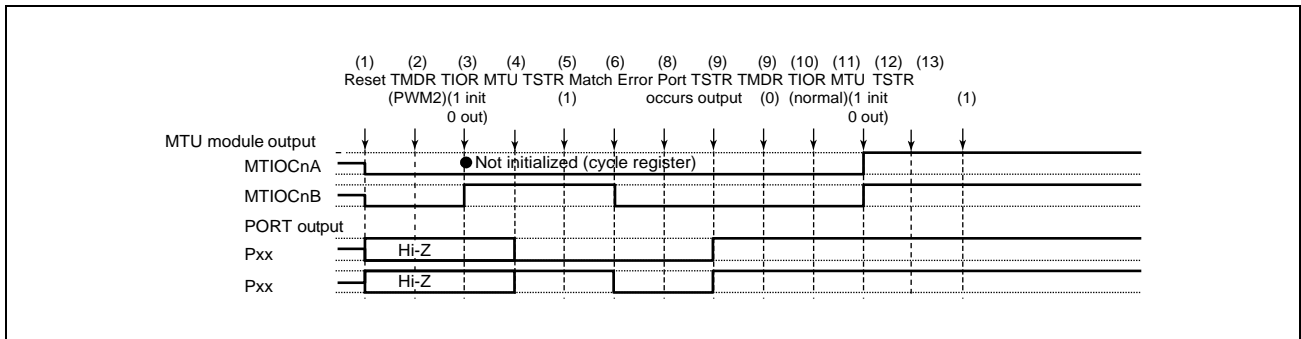 (1) (2) (3) (4) (5) (6) (8) (9) (9) (10) (11) (12) (13)
Reset TMDR TIOR MTU TSTR Match Error Port TSTR TMDR TIOR MTU TSTR
(PWM2)(1 init (1) occurs output (0) (normal)(1 init (1)
0 out) 0 out)
MTU module output
MTIOCnA
● Not initialized (cycle register)
MTIOCnB
PORT output
Pxx
Hi-Z
Pxx
Hi-Z